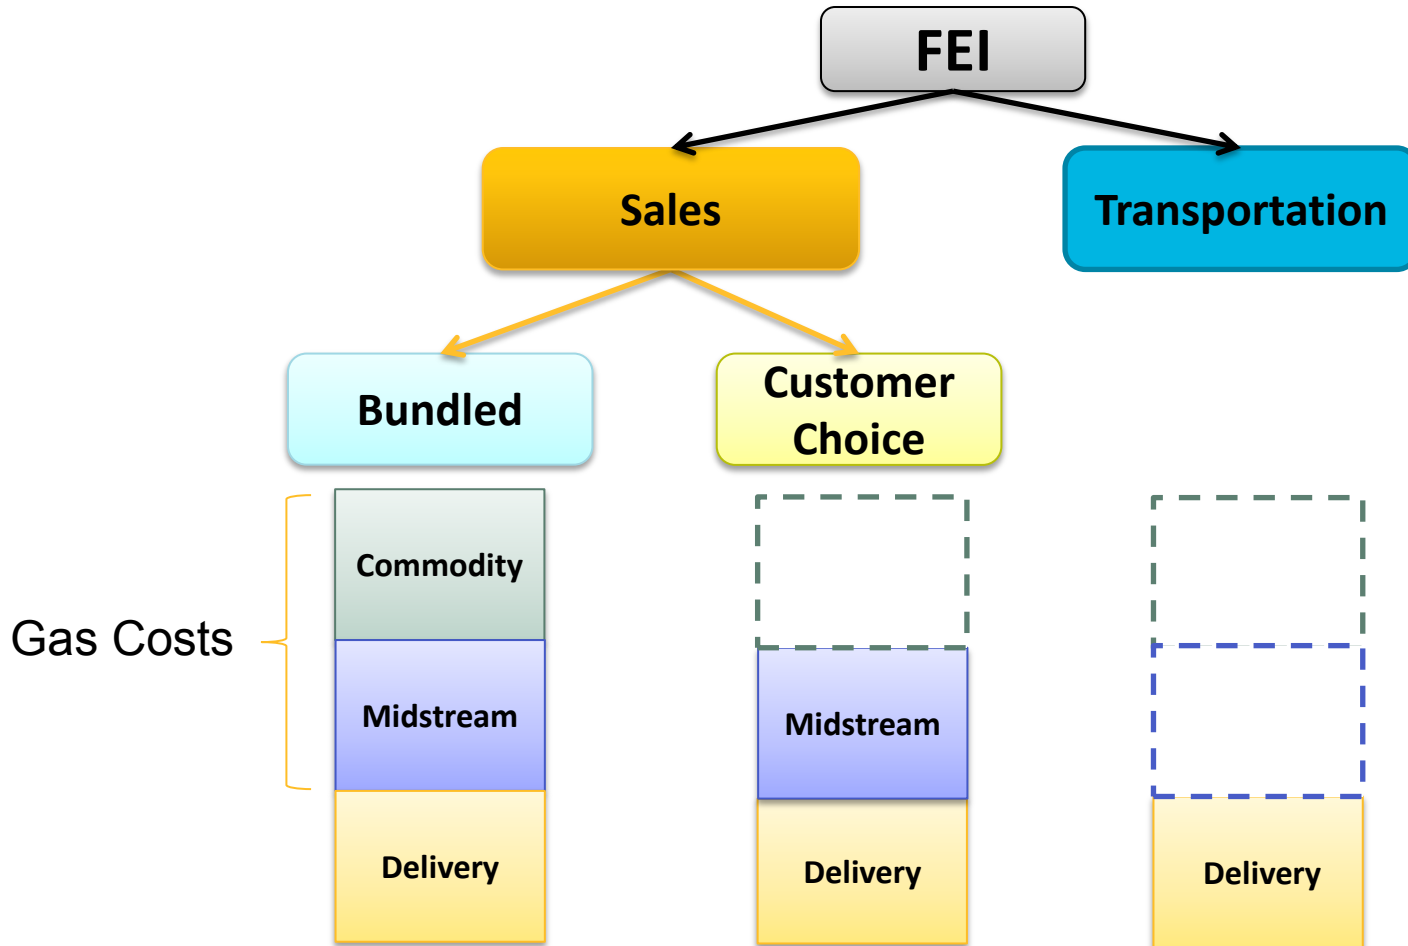 FEI
Sales
Transportation
Bundled
Customer
Choice
Gas Costs
Commodity
Midstream
Midstream
Delivery
Delivery
Delivery